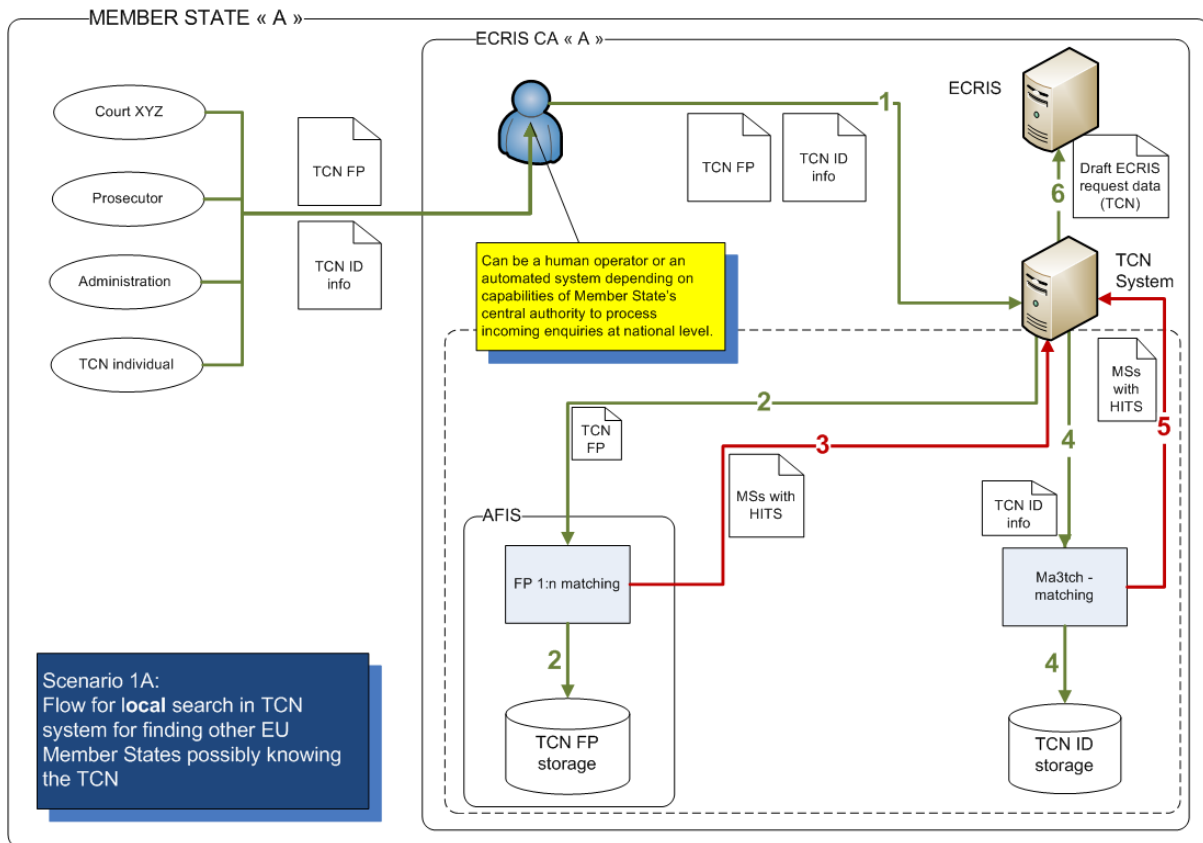 MEMBER STATE « A »
ECRIS CA « A »
Court XYZ
Prosecutor
Administration
TCN individual
TCN FP
TCN ID
info
1
TCN FP
TCN ID
info
ECRIS
Draft ECRIS
request data
(TCN)
6
TCN
System
Can be a human operator or an
automated system depending on
capabilities of Member State's
central authority to process
incoming enquiries at national level.
2
TCN
FP
3
MSs with
HITS
4
TCN ID
info
MSs
with
HITS
5
AFIS
FP 1:n matching
2
TCN FP
storage
Ma3tch -
matching
4
TCN ID
storage
Scenario 1A:
Flow for local search in TCN
system for finding other EU
Member States possibly knowing
the TCN